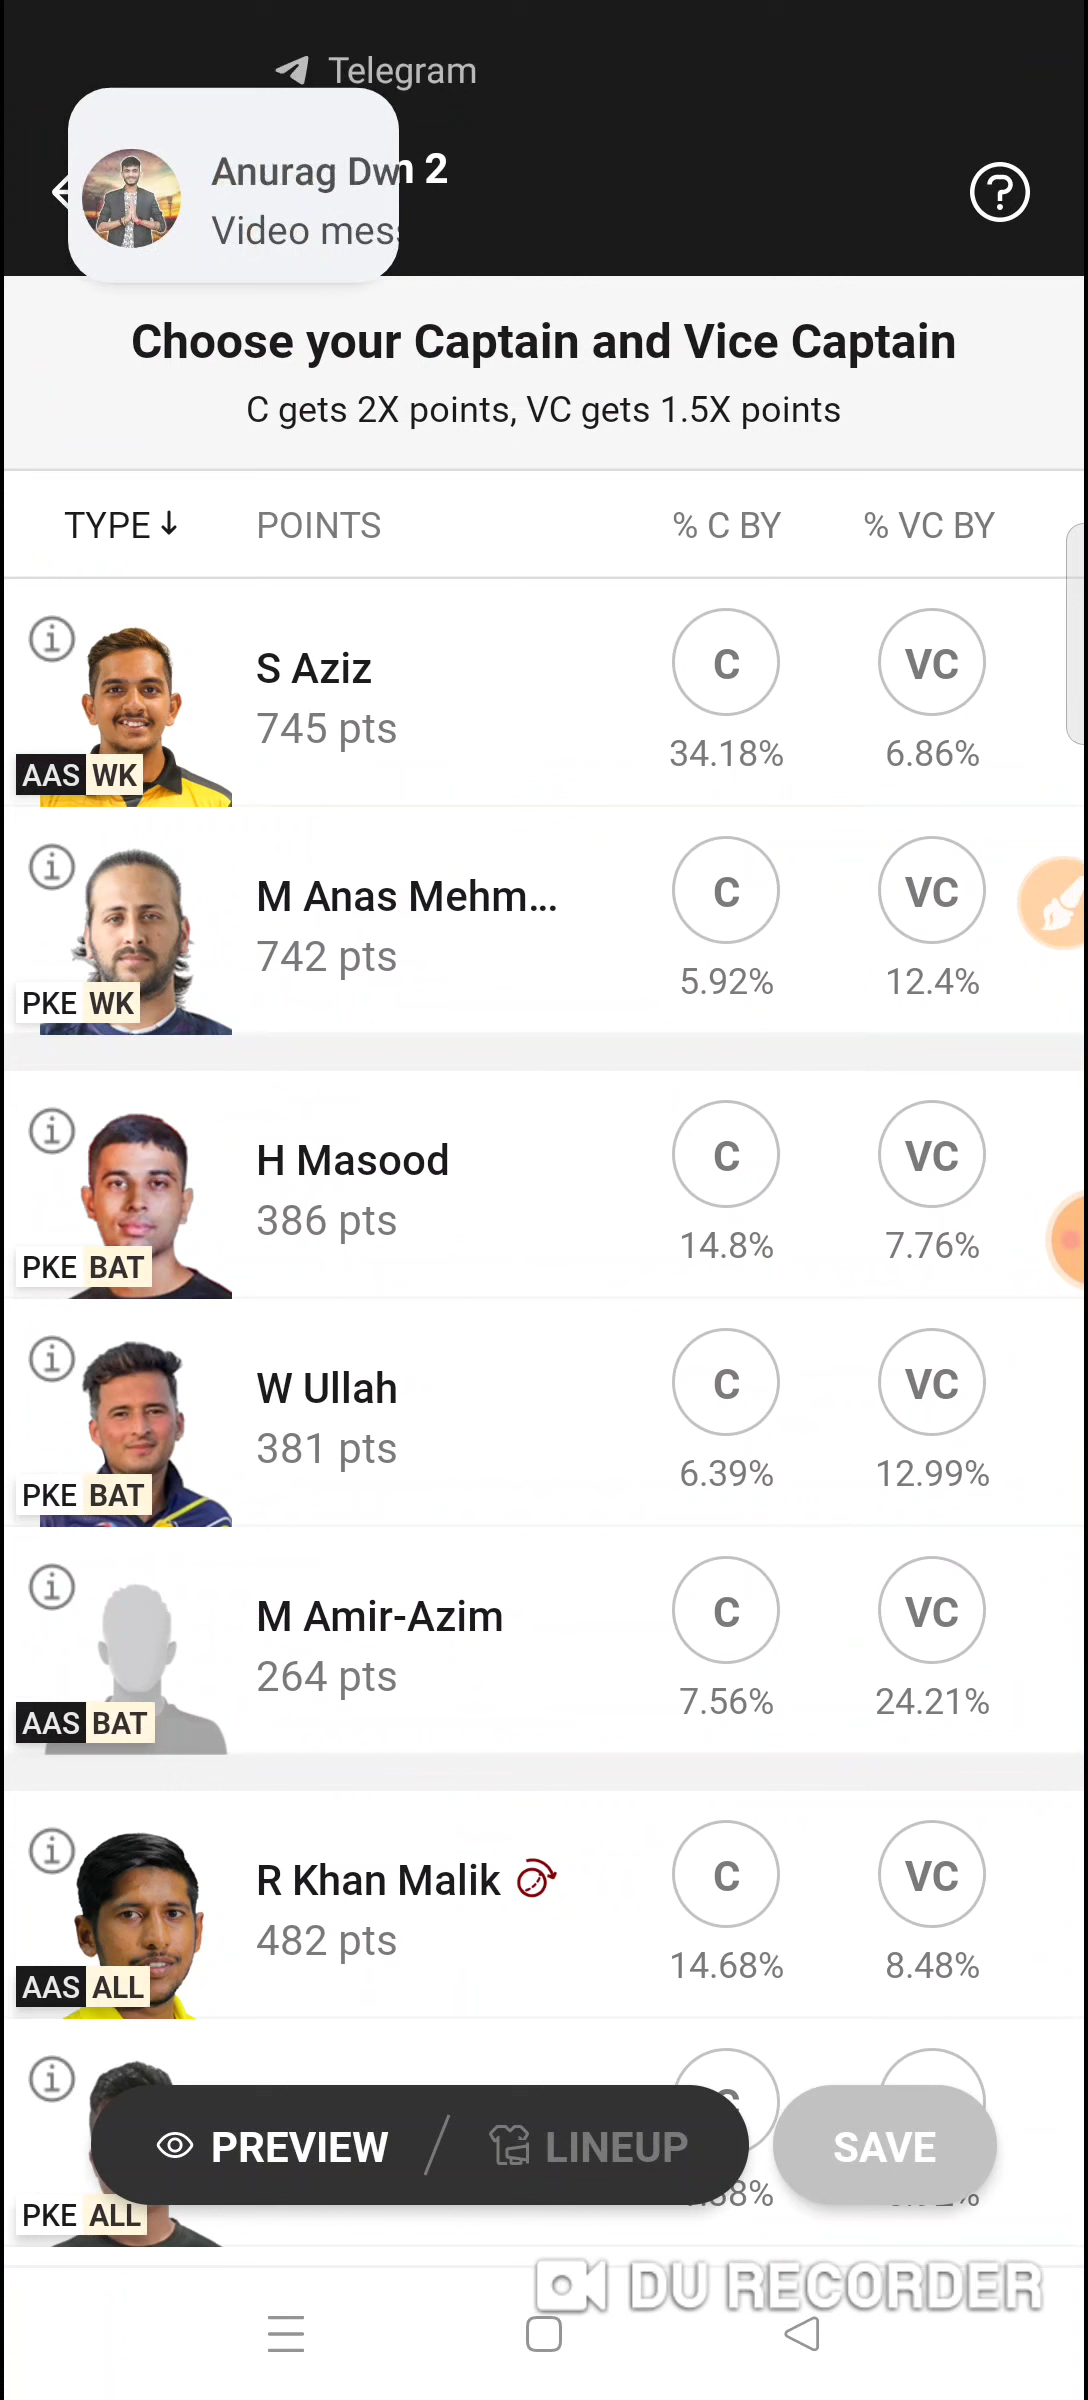 Telegram
Anurag Dw
n 2
Video mes
Choose your Captain and Vice Captain
C gets 2X points, VC gets 1.5X points
TYPE POINTS % C BY % VC BY
S Aziz
745 pts
C VC
34.18% 6.86%
AAS WK
M Anas Mehm...
742 pts
C VC
5.92% 12.4%
PKE WK
H Masood
386 pts
C VC
14.8% 7.76%
PKE BAT
W Ullah
381 pts
C VC
6.39% 12.99%
PKE BAT
M Amir-Azim
264 pts
C VC
7.56% 24.21%
AAS BAT
R Khan Malik
482 pts
C VC
14.68% 8.48%
AAS ALL
PREVIEW LINEUP SAVE
PKE ALL
DU RECORDER